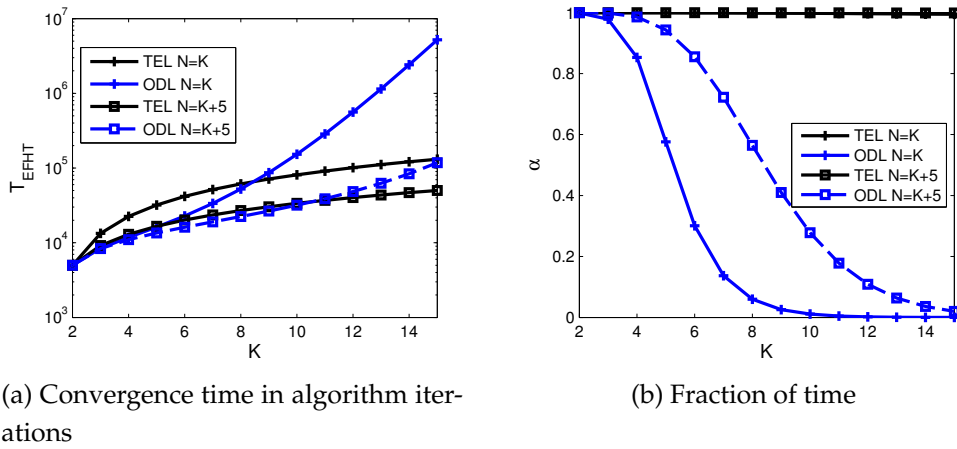 10^7
10^6
10^5
10^4
10^3
T_EFHT
TEL N=K
ODL N=K
TEL N=K+5
ODL N=K+5
2 4 6 8 10 12 14
K
(a) Convergence time in algorithm iter-
ations
1
0.8
0.6
0.4
0.2
0
α
TEL N=K
ODL N=K
TEL N=K+5
ODL N=K+5
2 4 6 8 10 12 14
K
(b) Fraction of time